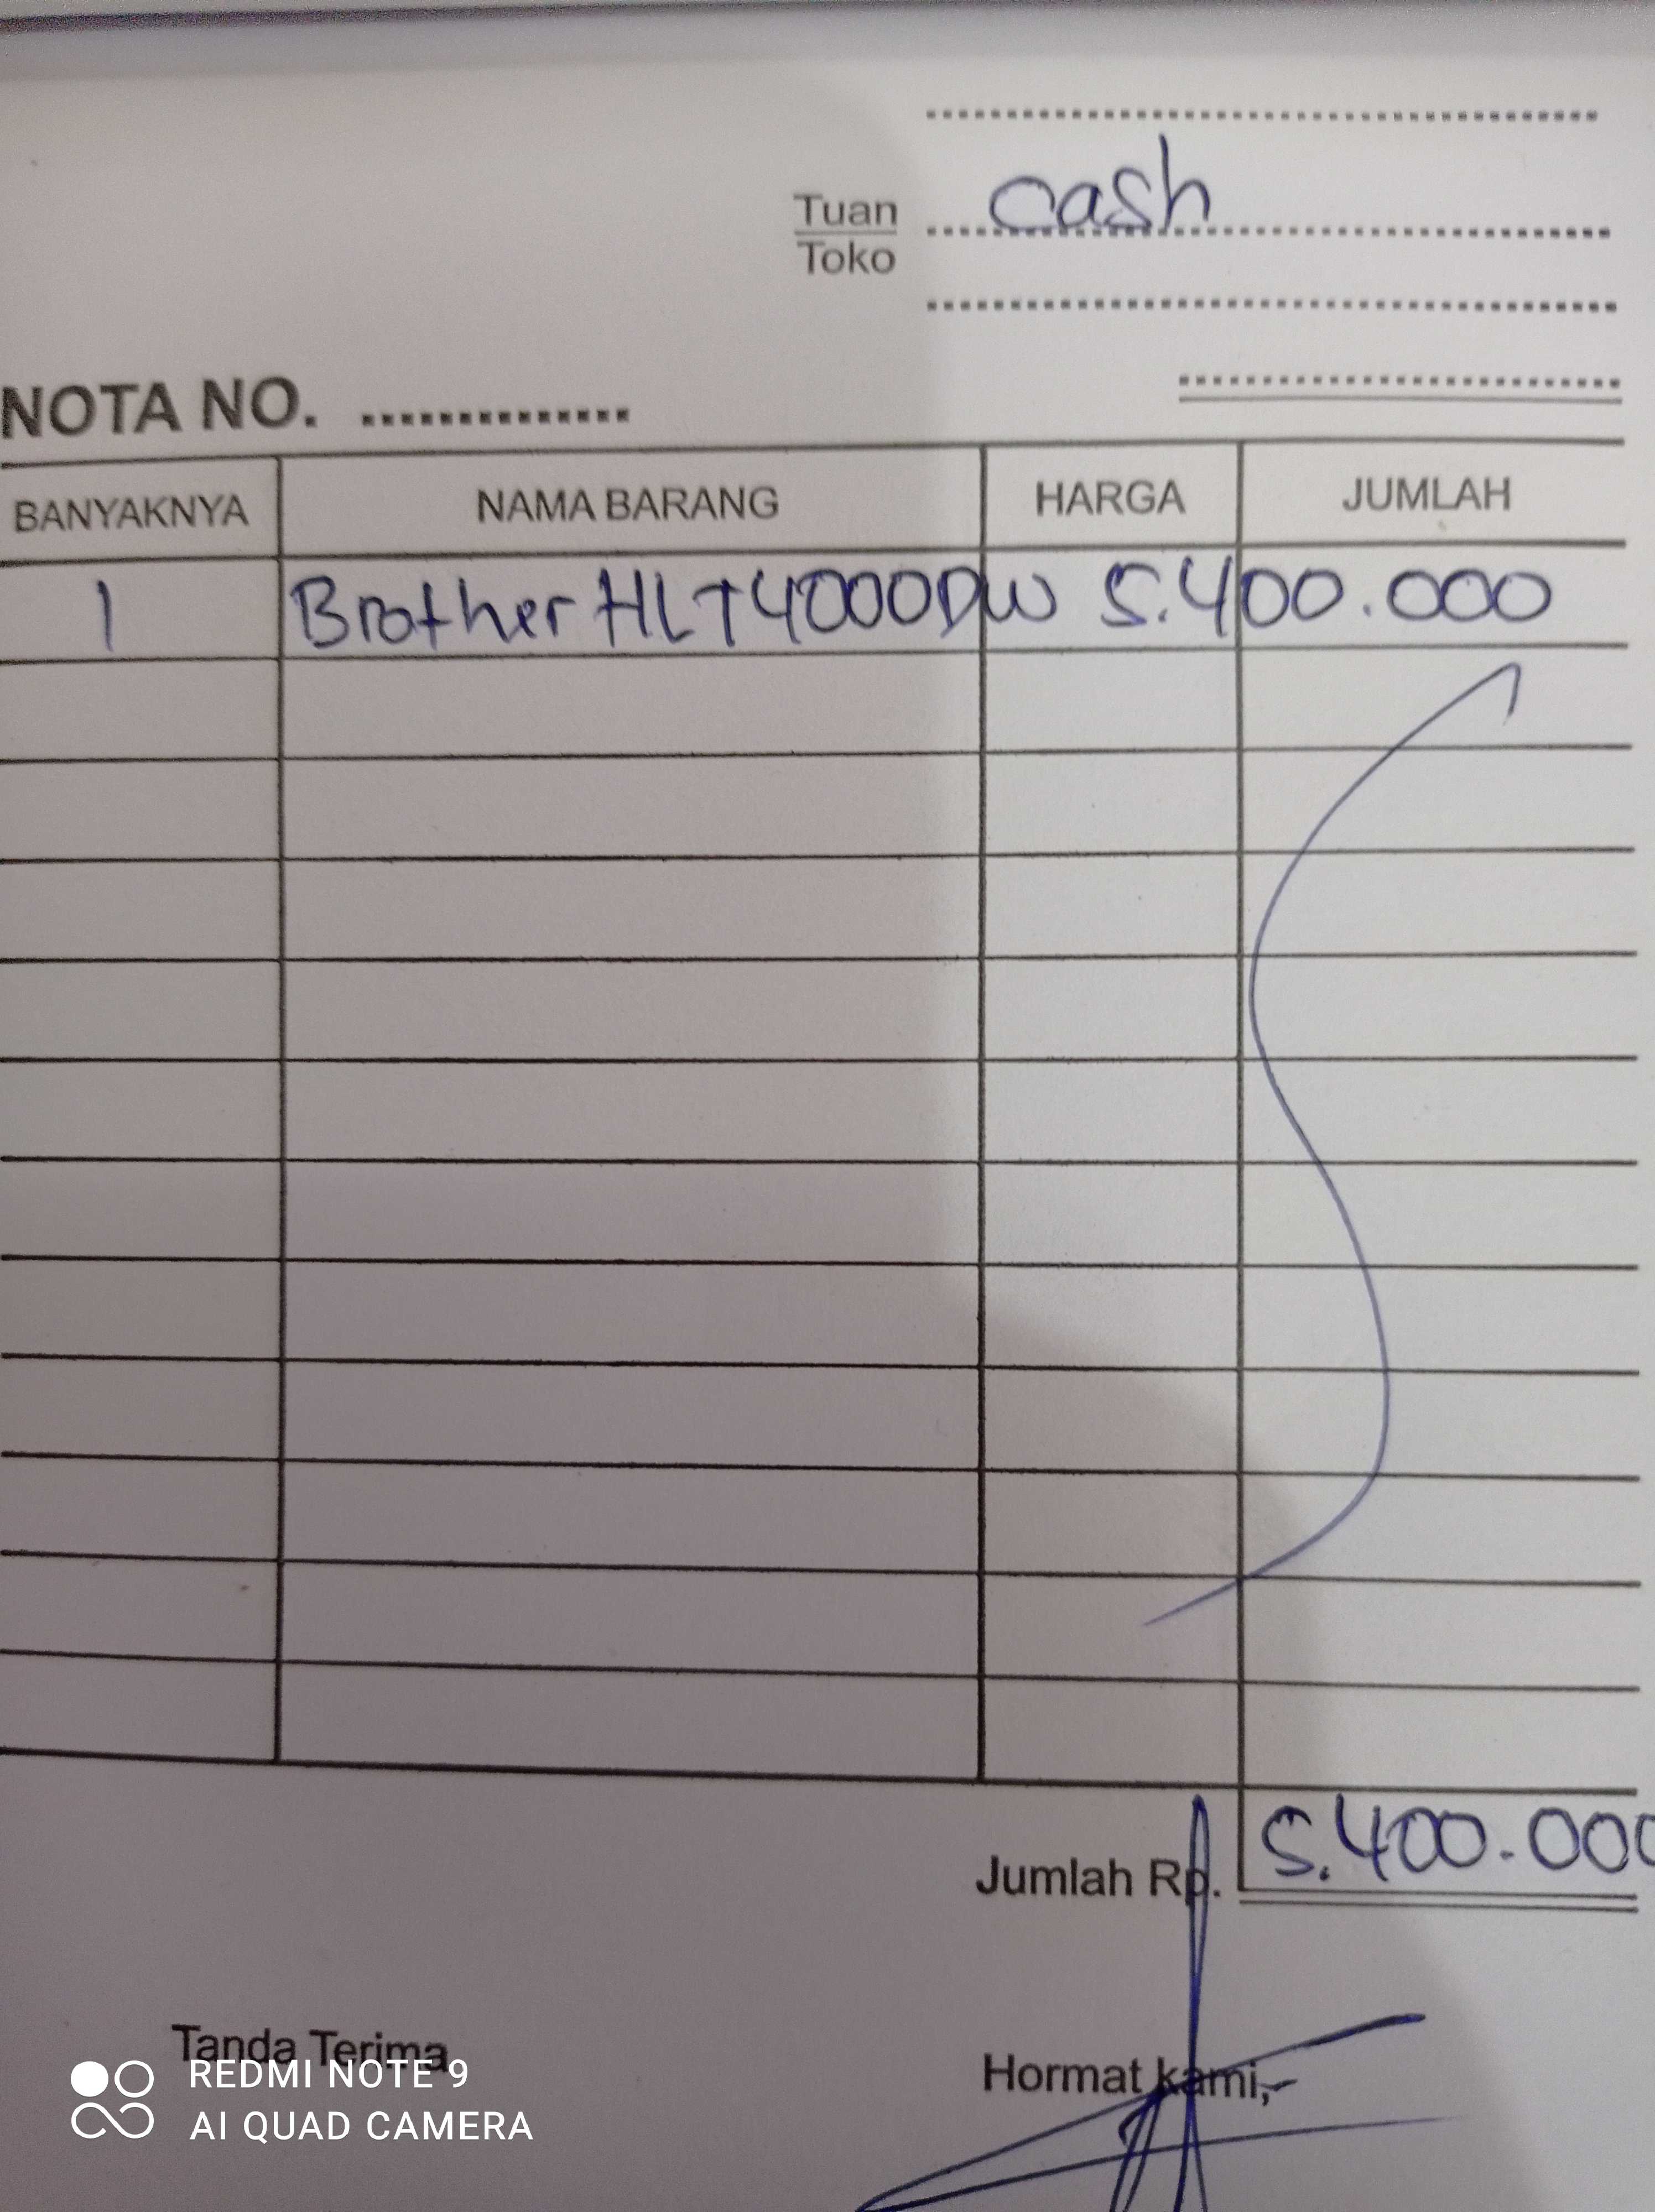 cash
Tuan
Toko
NOTA NO. ..............
BANYAKNYA NAMA BARANG HARGA JUMLAH
1 Brother HLT4000DW 5.400.000
Jumlah Rp. 5.400.000
Tanda Terima
Hormat kami,
REDMI NOTE 9
AI QUAD CAMERA